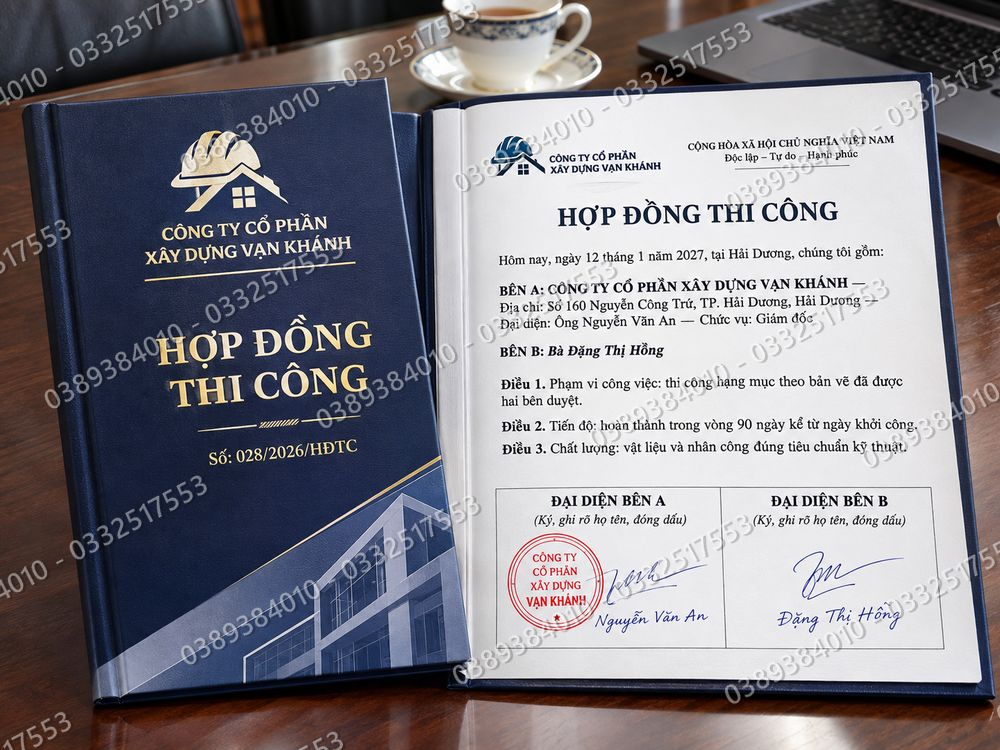 CÔNG TY CỔ PHẦN
XÂY DỰNG VẠN KHÁNH
HỢP ĐỒNG
THI CÔNG
Số: 028/2026/HĐTC
CÔNG TY CỔ PHẦN
XÂY DỰNG VẠN KHÁNH
CỘNG HÒA XÃ HỘI CHỦ NGHĨA VIỆT NAM
Độc lập – Tự do – Hạnh phúc
HỢP ĐỒNG THI CÔNG
Hôm nay, ngày 12 tháng 1 năm 2027, tại Hải Dương, chúng tôi gồm:
BÊN A: CÔNG TY CỔ PHẦN XÂY DỰNG VẠN KHÁNH —
Địa chỉ: Số 160 Nguyễn Công Trứ, TP. Hải Dương, Hải Dương —
Đại diện: Ông Nguyễn Văn An — Chức vụ: Giám đốc
BÊN B: Bà Đặng Thị Hồng
Điều 1. Phạm vi công việc: thi công hạng mục theo bản vẽ đã được
hai bên duyệt.
Điều 2. Tiến độ: hoàn thành trong vòng 90 ngày kể từ ngày khởi công.
Điều 3. Chất lượng: vật liệu và nhân công đúng tiêu chuẩn kỹ thuật.
ĐẠI DIỆN BÊN A
(Ký, ghi rõ họ tên, đóng dấu)
CÔNG TY
CỔ PHẦN
XÂY DỰNG
VẠN KHÁNH
Nguyễn Văn An
ĐẠI DIỆN BÊN B
(Ký, ghi rõ họ tên, đóng dấu)
Đặng Thị Hồng
0389384010 - 0332517553